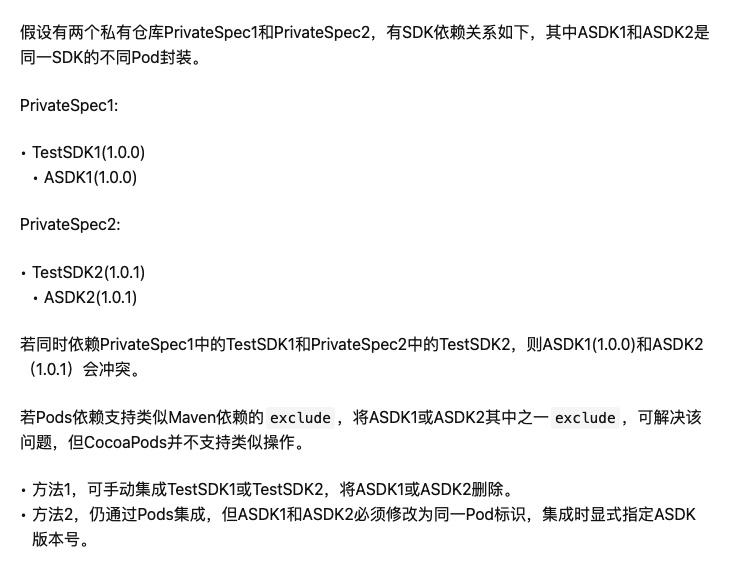 假设有两个私有仓库PrivateSpec1和PrivateSpec2，有SDK依赖关系如下，其中ASDK1和ASDK2是
同一SDK的不同Pod封装。
PrivateSpec1:
• TestSDK1(1.0.0)
• ASDK1(1.0.0)
PrivateSpec2:
• TestSDK2(1.0.1)
• ASDK2(1.0.1)
若同时依赖PrivateSpec1中的TestSDK1和PrivateSpec2中的TestSDK2，则ASDK1(1.0.0)和ASDK2
（1.0.1）会冲突。
若Pods依赖支持类似Maven依赖的 exclude ，将ASDK1或ASDK2其中之一 exclude ，可解决该
问题，但CocoaPods并不支持类似操作。
• 方法1，可手动集成TestSDK1或TestSDK2，将ASDK1或ASDK2删除。
• 方法2，仍通过Pods集成，但ASDK1和ASDK2必须修改为同一Pod标识，集成时显式指定ASDK
版本号。